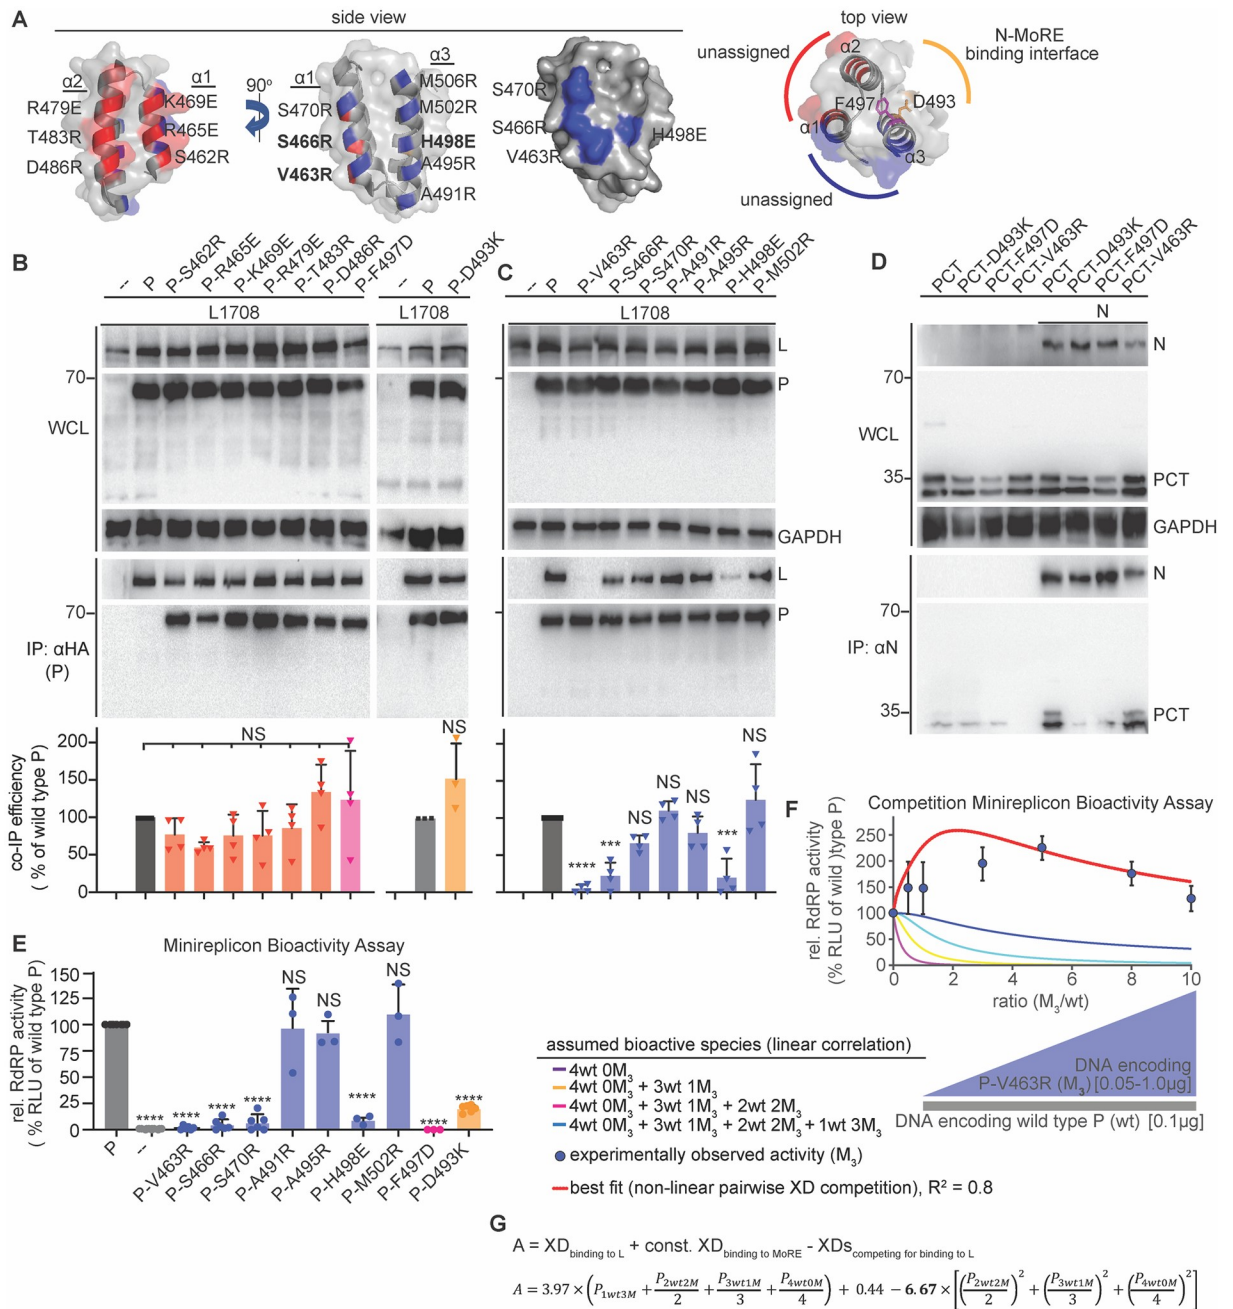 A
side view
top view
α2
α1
R479E
K469E
T483R
R465E
D486R
S462R
90°
α1
α3
M506R
S470R
M502R
S466R
H498E
V463R
A495R
A491R
S470R
S466R
V463R
H498E
unassigned
α2
N-MoRE
binding interface
F497
D493
α1
α3
unassigned
B
-- P P-S462R P-R465E P-K469E P-R479E P-T483R P-D486R P-F497D
-- P P-D493K
L1708
L1708
70
WCL
70
IP: αHA
(P)
co-IP efficiency
( % of wild type P)
200
150
100
50
0
NS
NS
C
-- P P-V463R P-S466R P-S470R P-A491R P-A495R P-H498E P-M502R
L1708
L
P
GAPDH
L
P
**** *** NS NS NS *** NS
D
PCT PCT-D493K PCT-F497D PCT-V463R PCT PCT-D493K PCT-F497D PCT-V463R
N
N
70
WCL
35
PCT
GAPDH
N
70
IP: αN
35
PCT
E
Minireplicon Bioactivity Assay
rel. RdRP activity
( % RLU of wild type P)
150
125
100
75
50
25
0
**** **** **** **** NS NS **** NS **** ****
P -- P-V463R P-S466R P-S470R P-A491R P-A495R P-H498E P-M502R P-F497D P-D493K
F
Competition Minireplicon Bioactivity Assay
rel. RdRP activity
(% RLU of wild )type P)
250
200
150
100
50
0
0 2 4 6 8 10
ratio (M3/wt)
DNA encoding
P-V463R (M3) [0.05-1.0µg]
DNA encoding wild type P (wt) [0.1µg]
assumed bioactive species (linear correlation)
4wt 0M3
4wt 0M3 + 3wt 1M3
4wt 0M3 + 3wt 1M3 + 2wt 2M3
4wt 0M3 + 3wt 1M3 + 2wt 2M3 + 1wt 3M3
experimentally observed activity (M3)
best fit (non-linear pairwise XD competition), R² = 0.8
G
A = XD binding to L + const. XD binding to MoRE - XDs competing for binding to L
A = 3.97 × (P1wt3M + P2wt2M/2 + P3wt1M/3 + P4wt0M/4) + 0.44 − 6.67 × [(P2wt2M/2)² + (P3wt1M/3)² + (P4wt0M/4)²]